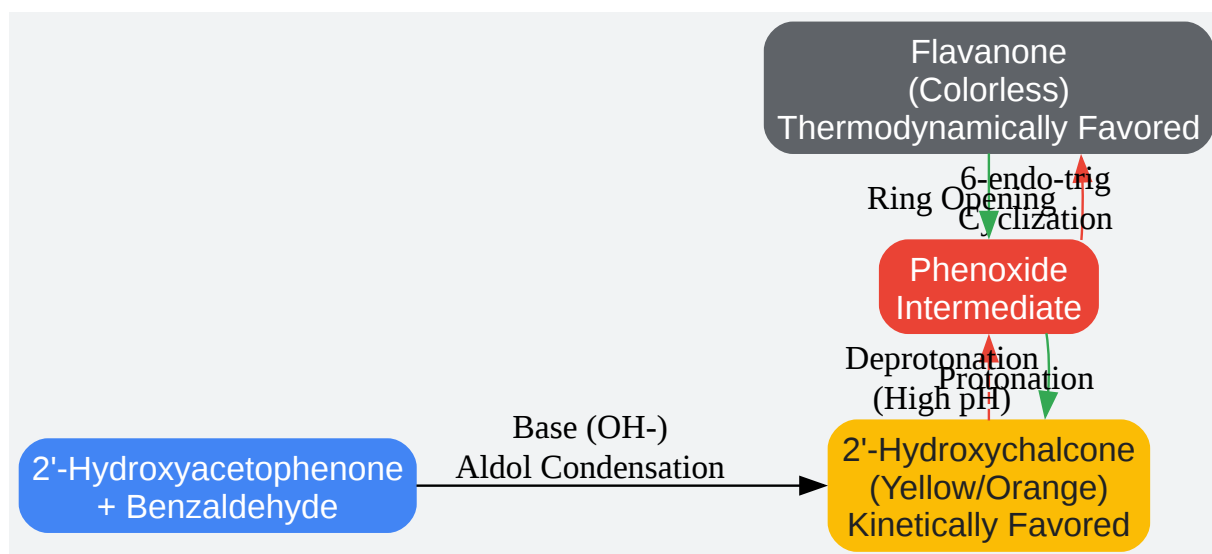 Flavanone
(Colorless)
Thermodynamically Favored
Ring Opening
6-endo-trig
Cyclization
Phenoxide
Intermediate
Deprotonation
(High pH)
Protonation
Base (OH-)
Aldol Condensation
2'-Hydroxyacetophenone
+ Benzaldehyde
2'-Hydroxychalcone
(Yellow/Orange)
Kinetically Favored